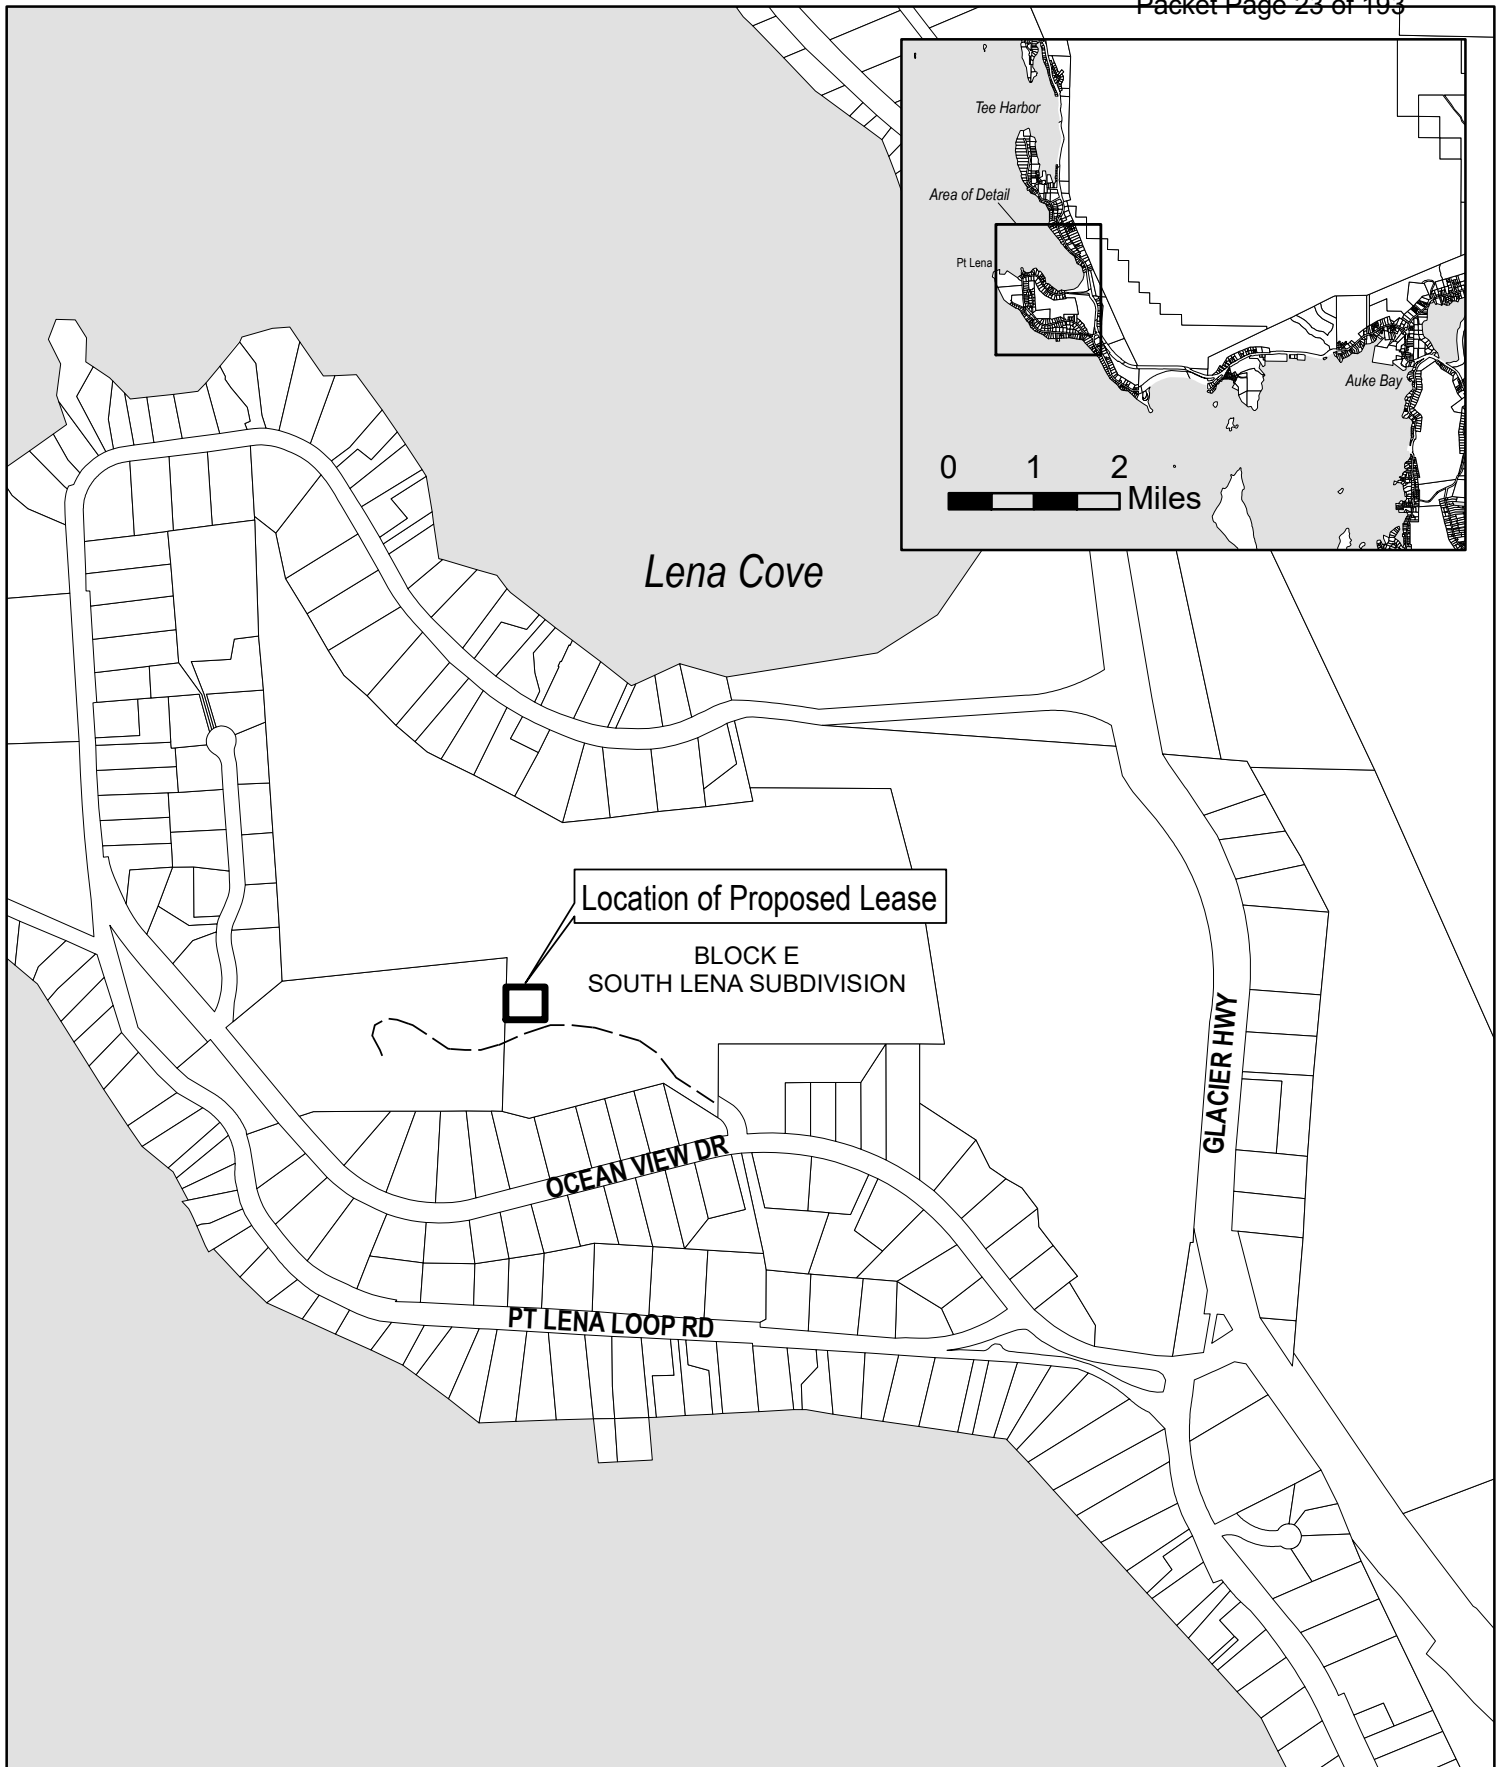 Packet Page 23 of 193
Tee Harbor
Area of Detail
Pt Lena
Auke Bay
0 1 2
Miles
Lena Cove
Location of Proposed Lease
BLOCK E
SOUTH LENA SUBDIVISION
GLACIER HWY
OCEAN VIEW DR
PT LENA LOOP RD